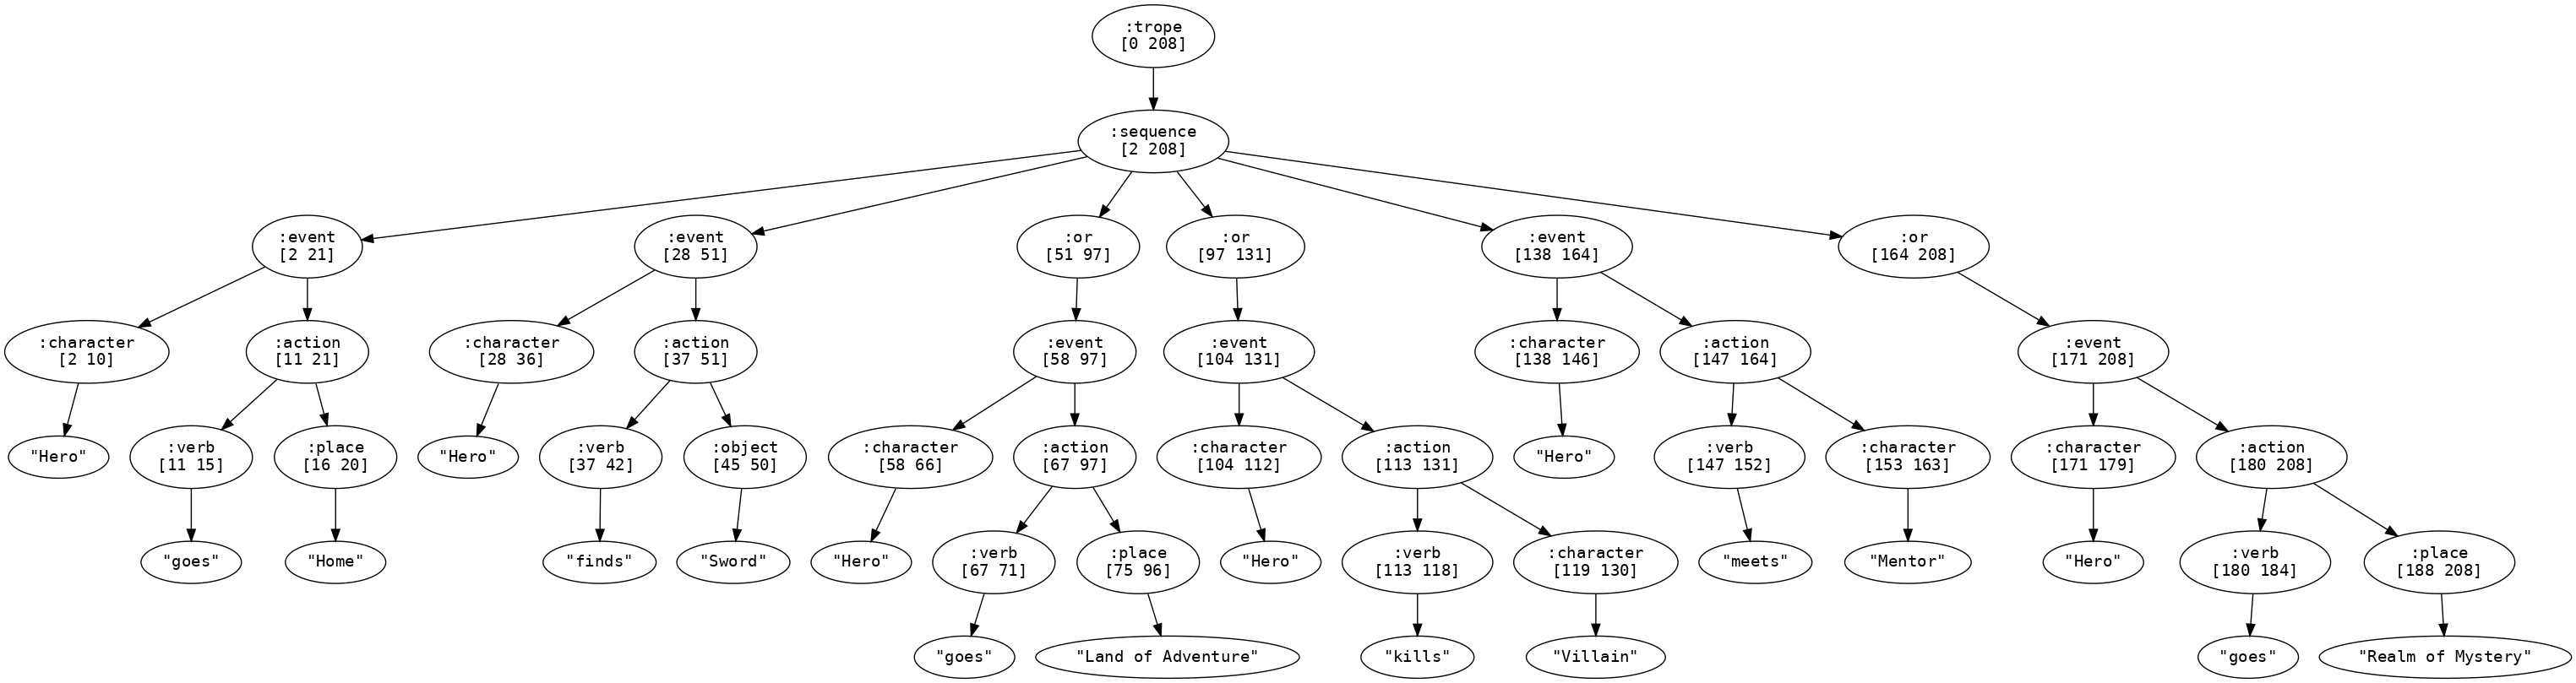 :trope
[0 208]
:sequence
[2 208]
:event
[2 21]
:event
[28 51]
:or
[51 97]
:or
[97 131]
:event
[138 164]
:or
[164 208]
:character
[2 10]
:action
[11 21]
:character
[28 36]
:action
[37 51]
:event
[58 97]
:event
[104 131]
:character
[138 146]
:action
[147 164]
:event
[171 208]
"Hero"
:verb
[11 15]
:place
[16 20]
"Hero"
:verb
[37 42]
:object
[45 50]
:character
[58 66]
:action
[67 97]
:character
[104 112]
:action
[113 131]
"Hero"
:verb
[147 152]
:character
[153 163]
:character
[171 179]
:action
[180 208]
"goes"
"Home"
"finds"
"Sword"
"Hero"
:verb
[67 71]
:place
[75 96]
"Hero"
:verb
[113 118]
:character
[119 130]
"meets"
"Mentor"
"Hero"
:verb
[180 184]
:place
[188 208]
"goes"
"Land of Adventure"
"kills"
"Villain"
"goes"
"Realm of Mystery"